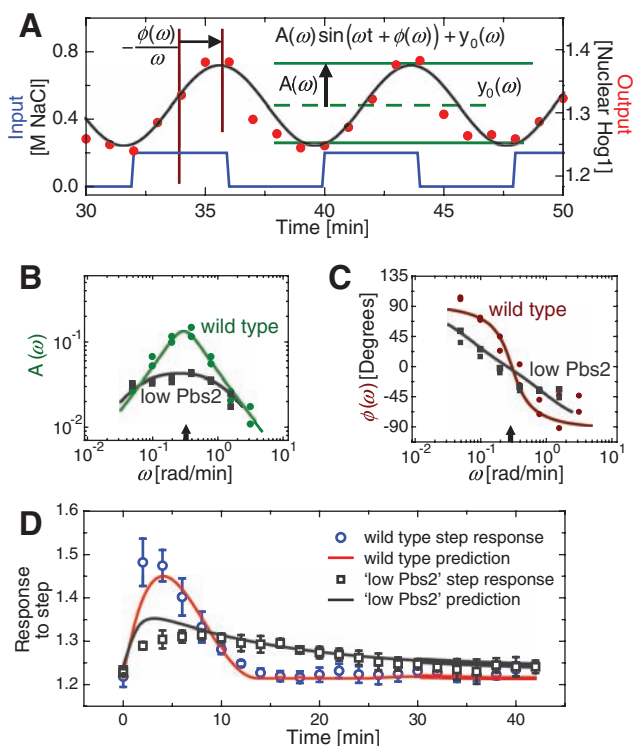 A
−φ(ω)/ω
A(ω)sin(ωt + φ(ω)) + y₀(ω)
A(ω)
y₀(ω)
Input
[M NaCl]
0.8
0.4
0.0
1.4
1.3
1.2
Output
[Nuclear Hog1]
30 35 40 45 50
Time [min]
B
A(ω)
10⁻¹
10⁻²
wild type
low Pbs2
10⁻² 10⁻¹ 10⁰ 10¹
ω[rad/min]
C
φ(ω)[Degrees]
135
90
45
0
-45
-90
wild type
low Pbs2
10⁻² 10⁻¹ 10⁰ 10¹
ω[rad/min]
D
Response
to step
1.6
1.5
1.4
1.3
1.2
wild type step response
wild type prediction
'low Pbs2' step response
'low Pbs2' prediction
0 10 20 30 40
Time [min]